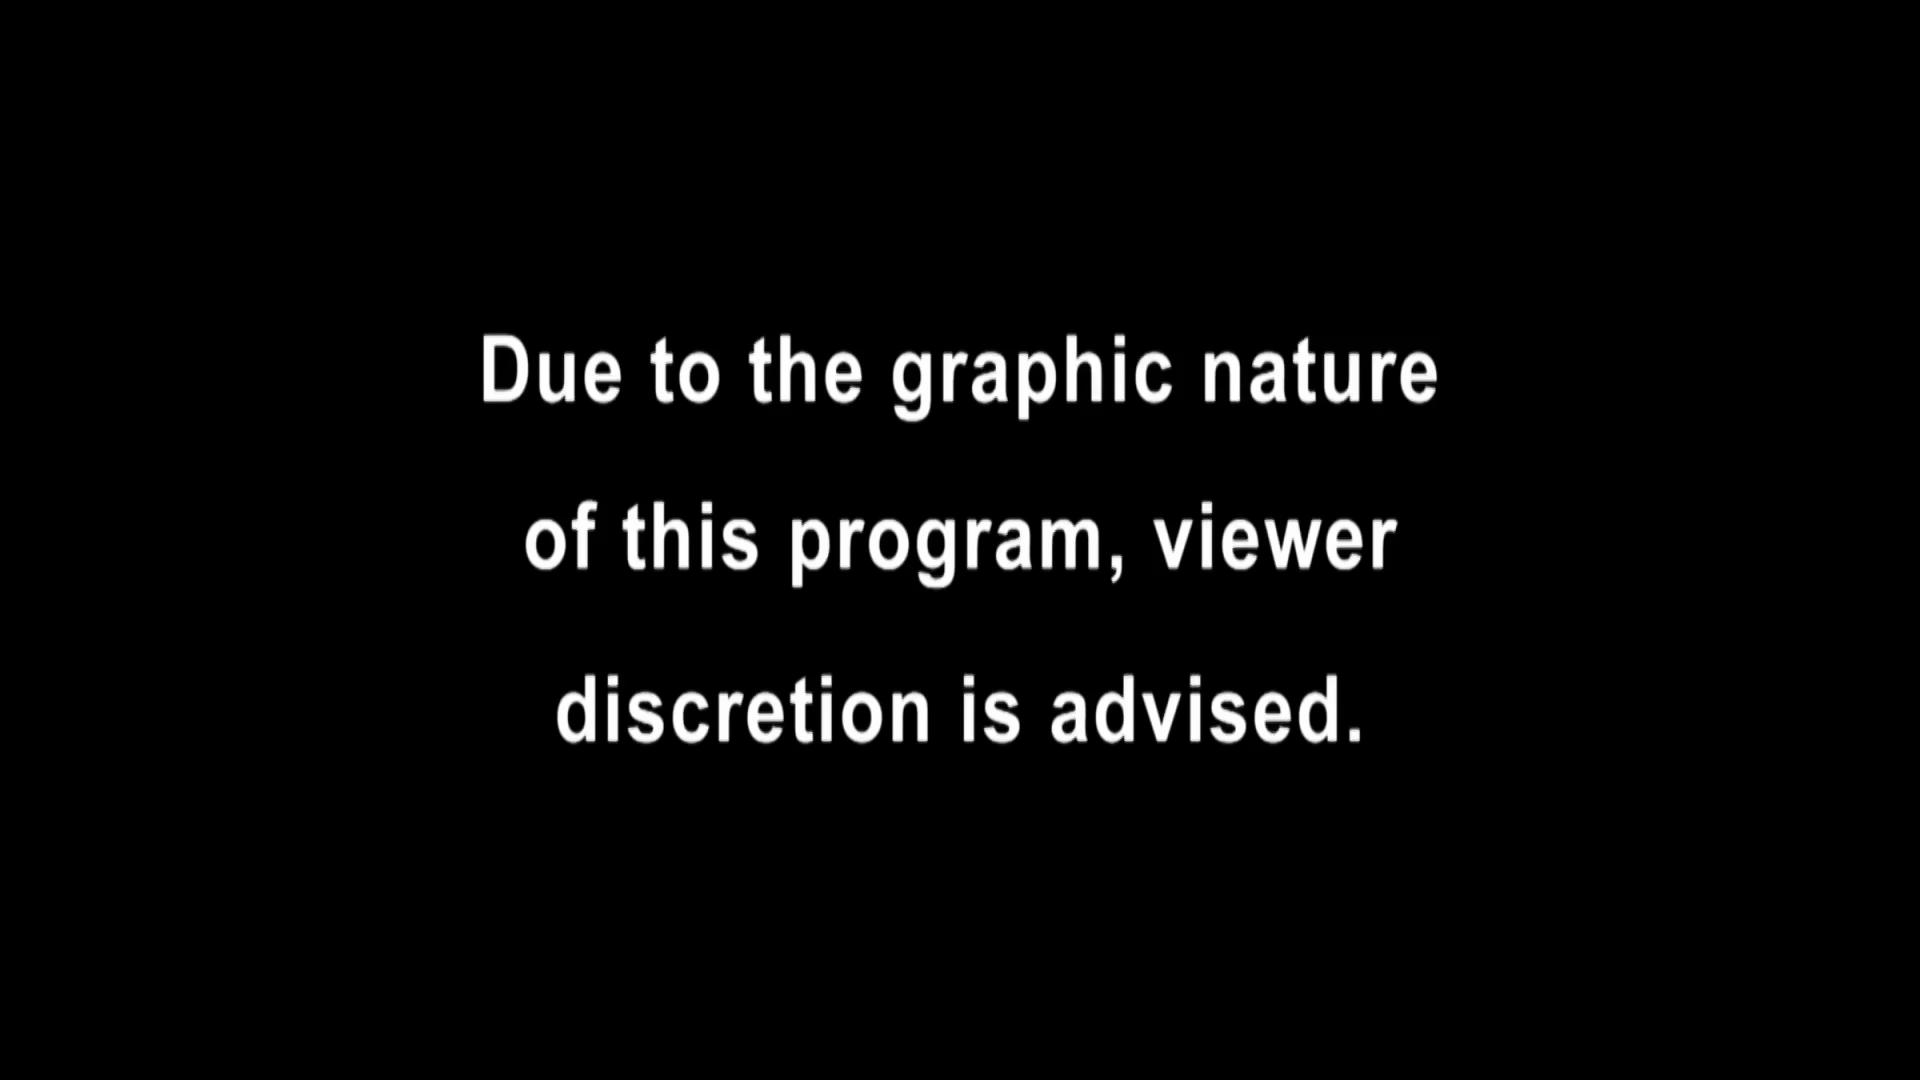 Due to the graphic nature
of this program, viewer
discretion is advised.